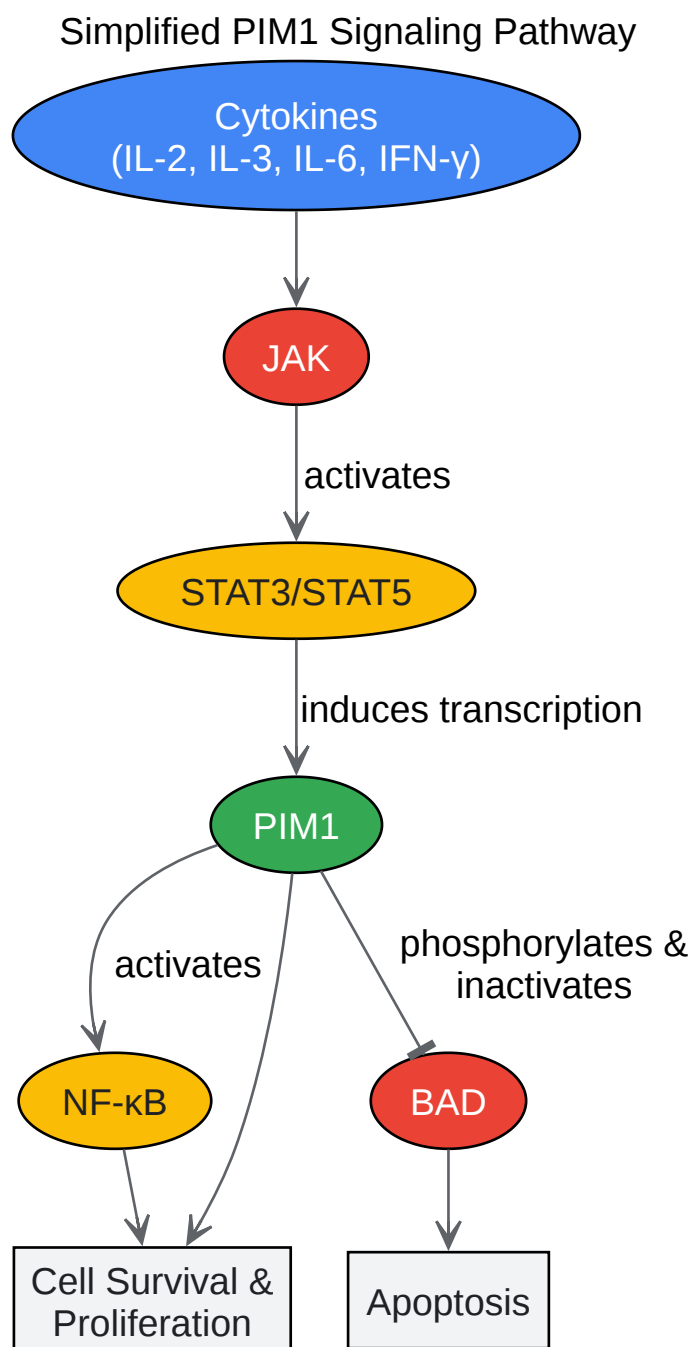 Simplified PIM1 Signaling Pathway
Cytokines
(IL-2, IL-3, IL-6, IFN-γ)
JAK
activates
STAT3/STAT5
induces transcription
PIM1
activates
phosphorylates &
inactivates
NF-κB
BAD
Cell Survival &
Proliferation
Apoptosis